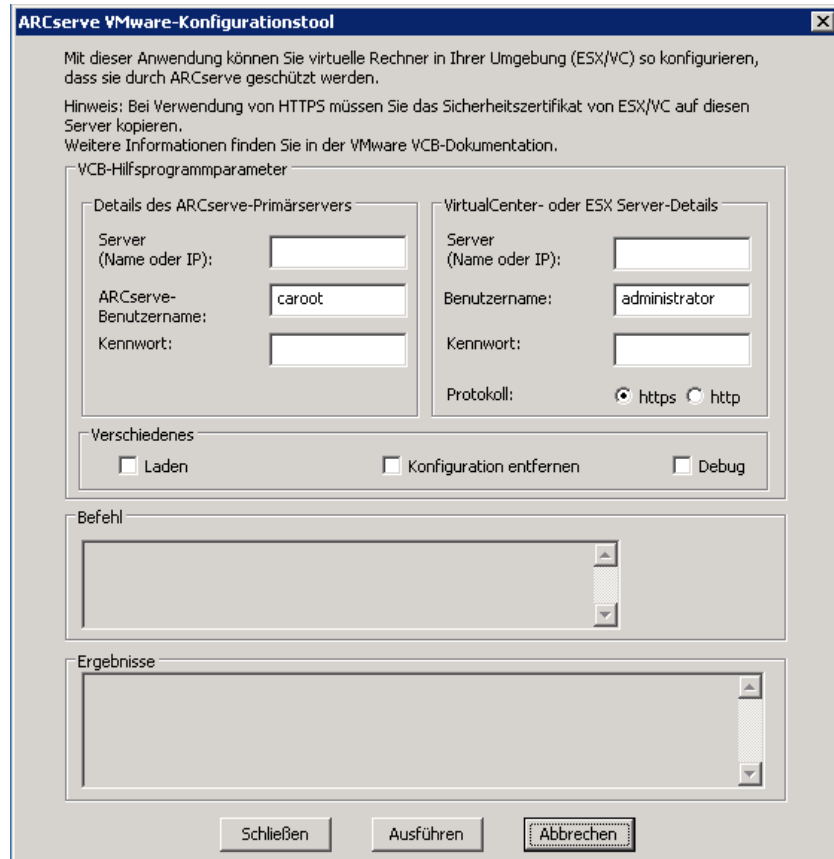 ARCserve VMware-Konfigurationstool
Mit dieser Anwendung können Sie virtuelle Rechner in Ihrer Umgebung (ESX/VC) so konfigurieren,
dass sie durch ARCserve geschützt werden.
Hinweis: Bei Verwendung von HTTPS müssen Sie das Sicherheitszertifikat von ESX/VC auf diesen
Server kopieren.
Weitere Informationen finden Sie in der VMware VCB-Dokumentation.
VCB-Hilfsprogrammparameter
Details des ARCserve-Primärservers
Server
(Name oder IP):
ARCserve-
Benutzername:
caroot
Kennwort:
VirtualCenter- oder ESX Server-Details
Server
(Name oder IP):
Benutzername:
administrator
Kennwort:
Protokoll:
https
http
Verschiedenes
Laden
Konfiguration entfernen
Debug
Befehl
Ergebnisse
Schließen
Ausführen
Abbrechen